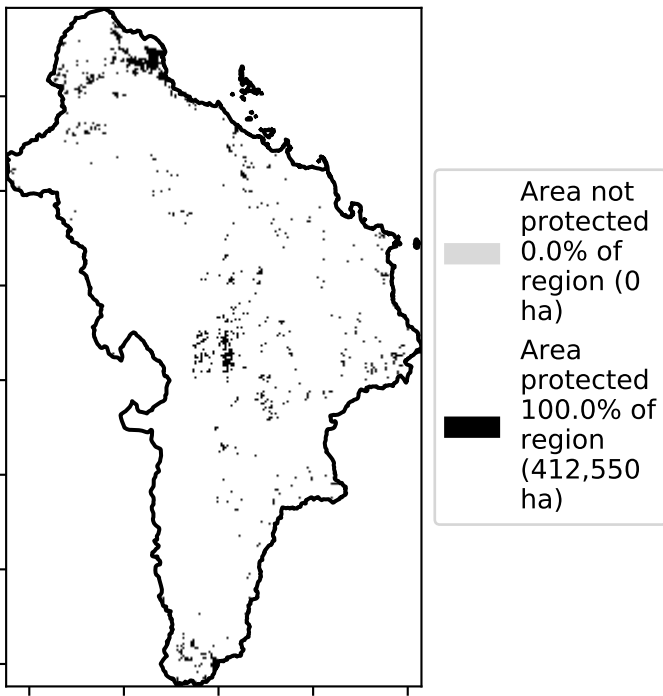 Area not
protected
0.0% of
region (0
ha)
Area
protected
100.0% of
region
(412,550
ha)